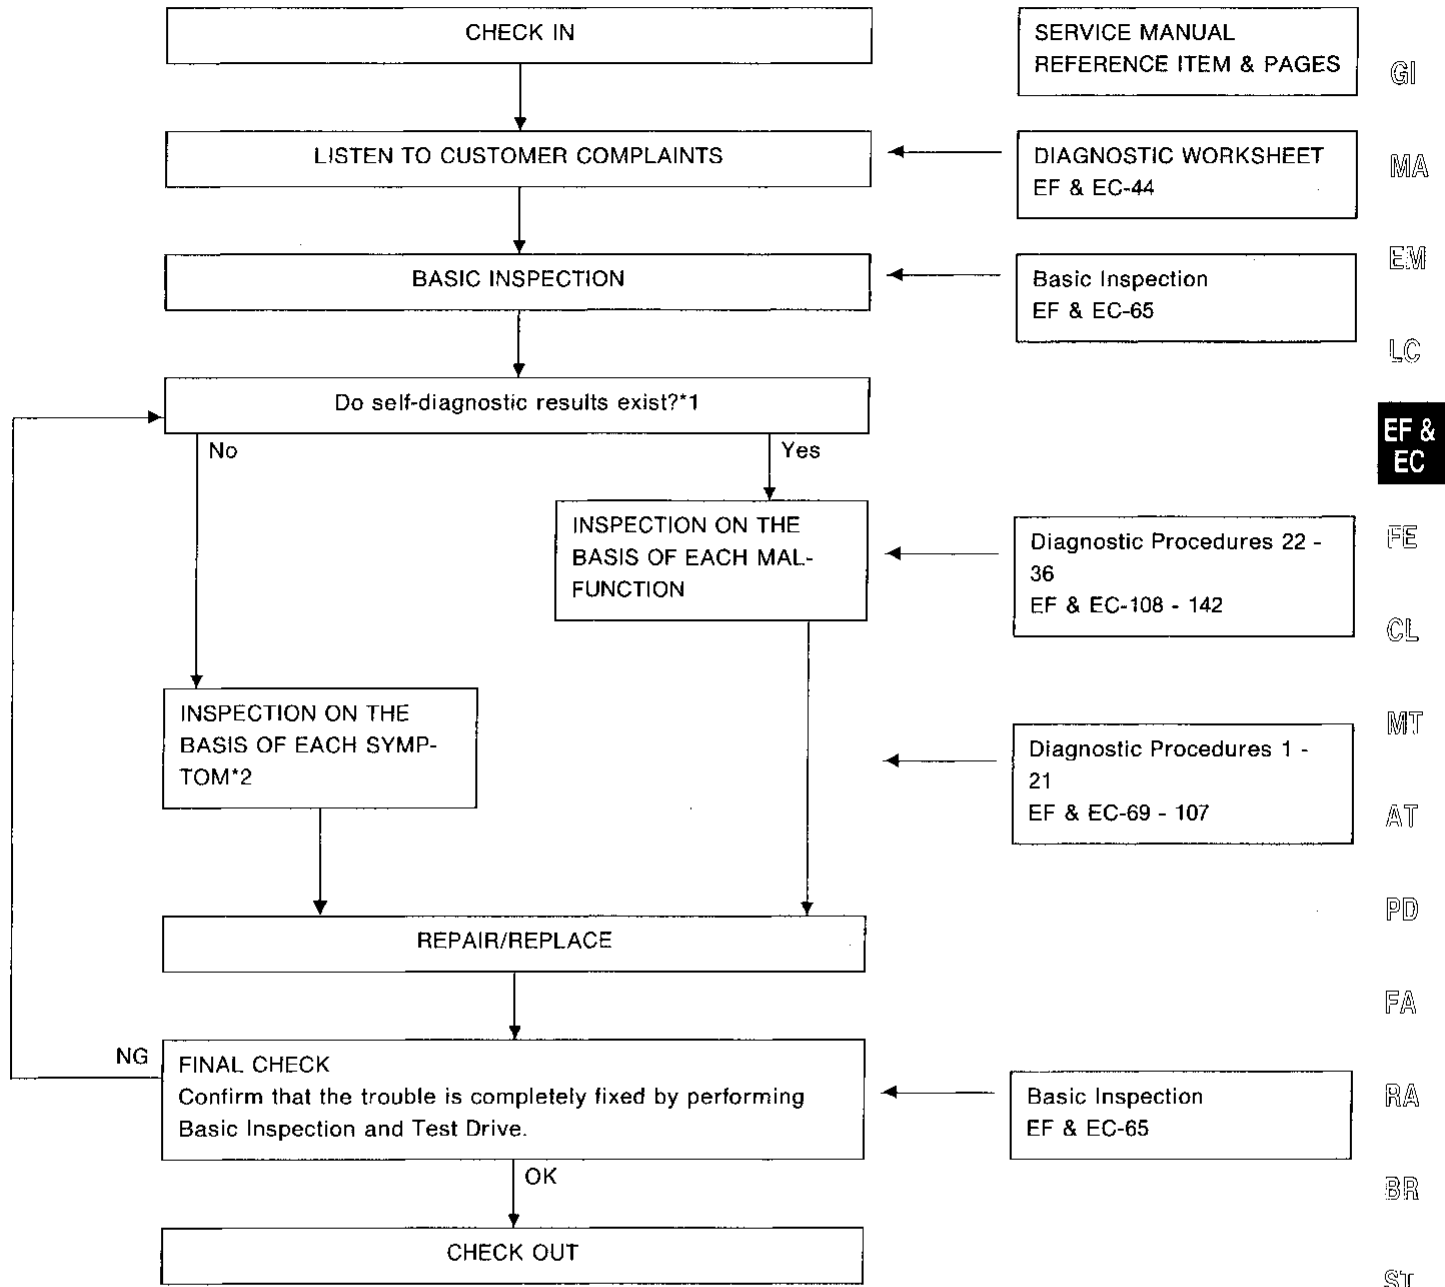 CHECK IN
SERVICE MANUAL
REFERENCE ITEM & PAGES
LISTEN TO CUSTOMER COMPLAINTS
DIAGNOSTIC WORKSHEET
EF & EC-44
BASIC INSPECTION
Basic Inspection
EF & EC-65
Do self-diagnostic results exist?*1
No
Yes
INSPECTION ON THE
BASIS OF EACH MAL-
FUNCTION
Diagnostic Procedures 22 -
36
EF & EC-108 - 142
INSPECTION ON THE
BASIS OF EACH SYMP-
TOM*2
Diagnostic Procedures 1 -
21
EF & EC-69 - 107
REPAIR/REPLACE
NG
FINAL CHECK
Confirm that the trouble is completely fixed by performing
Basic Inspection and Test Drive.
Basic Inspection
EF & EC-65
OK
CHECK OUT
GI
MA
EM
LC
EF &
EC
FE
CL
MT
AT
PD
FA
RA
BR
ST